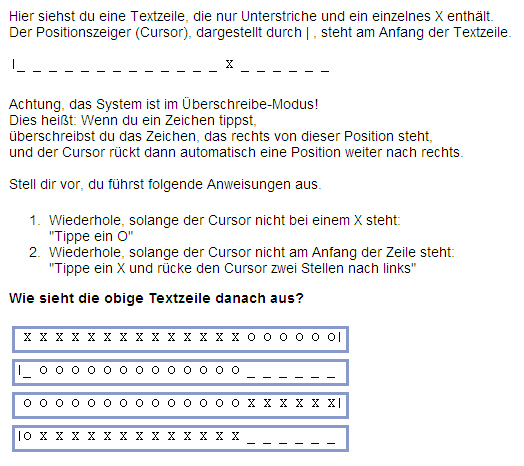 Hier siehst du eine Textzeile, die nur Unterstriche und ein einzelnes X enthält.
Der Positionszeiger (Cursor), dargestellt durch | , steht am Anfang der Textzeile.
|_ _ _ _ _ _ _ _ _ _ _ _ _ X _ _ _ _ _ _
Achtung, das System ist im Überschreibe-Modus!
Dies heißt: Wenn du ein Zeichen tippst,
überschreibst du das Zeichen, das rechts von dieser Position steht,
und der Cursor rückt dann automatisch eine Position weiter nach rechts.
Stell dir vor, du führst folgende Anweisungen aus.
1. Wiederhole, solange der Cursor nicht bei einem X steht:
"Tippe ein O"
2. Wiederhole, solange der Cursor nicht am Anfang der Zeile steht:
"Tippe ein X und rücke den Cursor zwei Stellen nach links"
Wie sieht die obige Textzeile danach aus?
X X X X X X X X X X X X X X O O O O O O|
|_ O O O O O O O O O O O O O _ _ _ _ _ _
O O O O O O O O O O O O O O X X X X X X|
|O X X X X X X X X X X X X X _ _ _ _ _ _